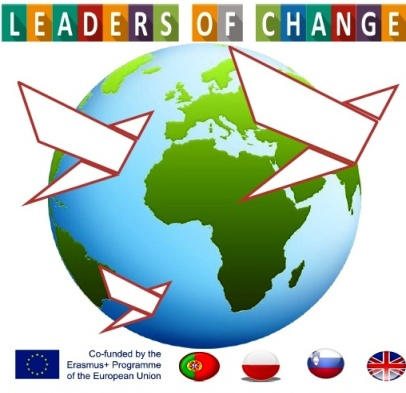 LEADERS OF CHANGE
Co-funded by the
Erasmus+ Programme
of the European Union